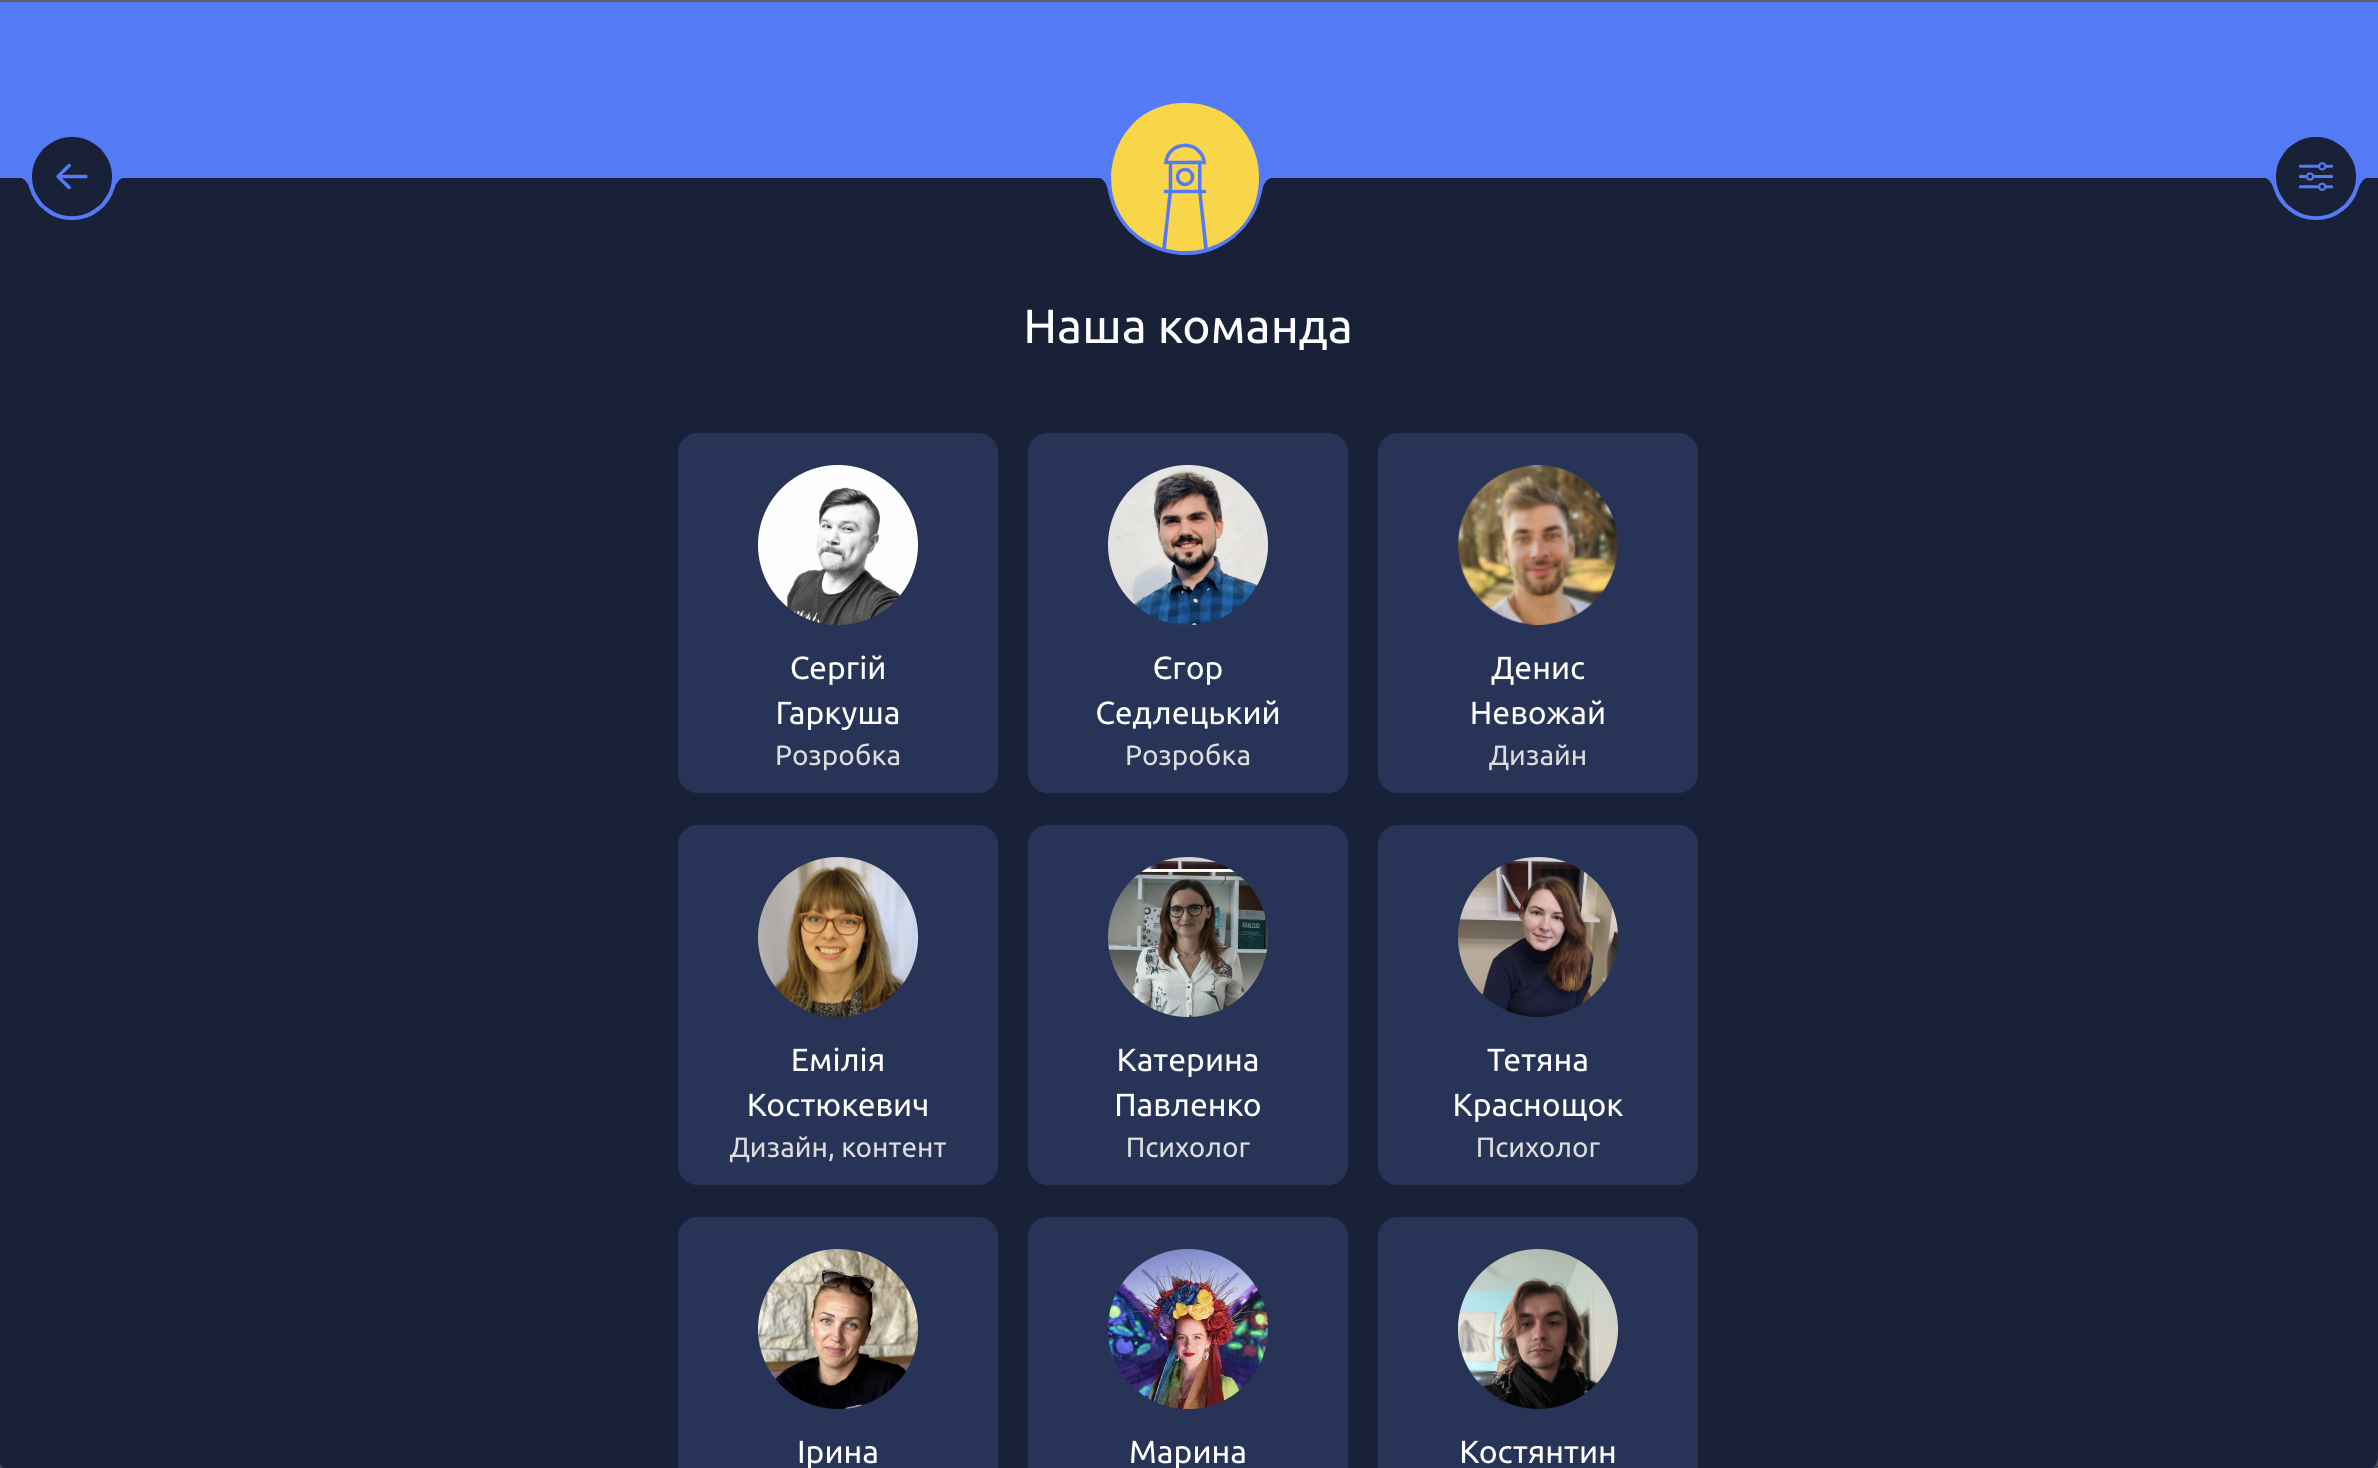 Наша команда
Сергій
Гаркуша
Розробка
Єгор
Седлецький
Розробка
Денис
Невожай
Дизайн
Емілія
Костюкевич
Дизайн, контент
Катерина
Павленко
Психолог
Тетяна
Краснощок
Психолог
Ірина
Марина
Костянтин